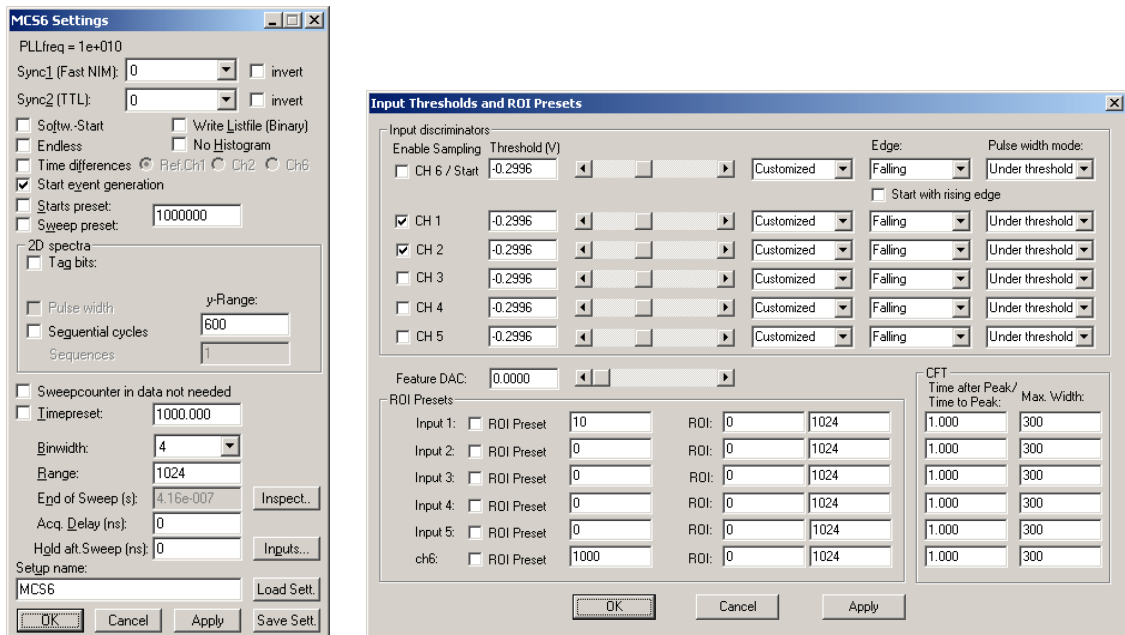 MCS6 Settings
PLLfreq = 1e+010
Sync1 (Fast NIM): 0 invert
Sync2 (TTL): 0 invert
Softw.-Start Write Listfile (Binary)
Endless No Histogram
Time differences Ref.Ch1 Ch2 Ch6
Start event generation
Starts preset:
1000000
Sweep preset:
2D spectra
Tag bits:
Pulse width y-Range:
Sequential cycles 600
Sequences 1
Sweepcounter in data not needed
Timepreset: 1000.000
Binwidth: 4
Range: 1024
End of Sweep (s): 4.16e-007 Inspect..
Acq. Delay (ns): 0
Hold aft.Sweep (ns): 0 Inputs...
Setup name:
MCS6 Load Sett.
OK Cancel Apply Save Sett.
Input Thresholds and ROI Presets
Input discriminators
Enable Sampling Threshold (V) Edge: Pulse width mode:
CH 6 / Start -0.2996 Customized Falling Under threshold
Start with rising edge
CH 1 -0.2996 Customized Falling Under threshold
CH 2 -0.2996 Customized Falling Under threshold
CH 3 -0.2996 Customized Falling Under threshold
CH 4 -0.2996 Customized Falling Under threshold
CH 5 -0.2996 Customized Falling Under threshold
Feature DAC: 0.0000
CFT
Time after Peak/
Time to Peak: Max. Width:
ROI Presets
Input 1: ROI Preset 10 ROI: 0 1024 1.000 300
Input 2: ROI Preset 0 ROI: 0 1024 1.000 300
Input 3: ROI Preset 0 ROI: 0 1024 1.000 300
Input 4: ROI Preset 0 ROI: 0 1024 1.000 300
Input 5: ROI Preset 0 ROI: 0 1024 1.000 300
ch6: ROI Preset 1000 ROI: 0 1024 1.000 300
OK Cancel Apply